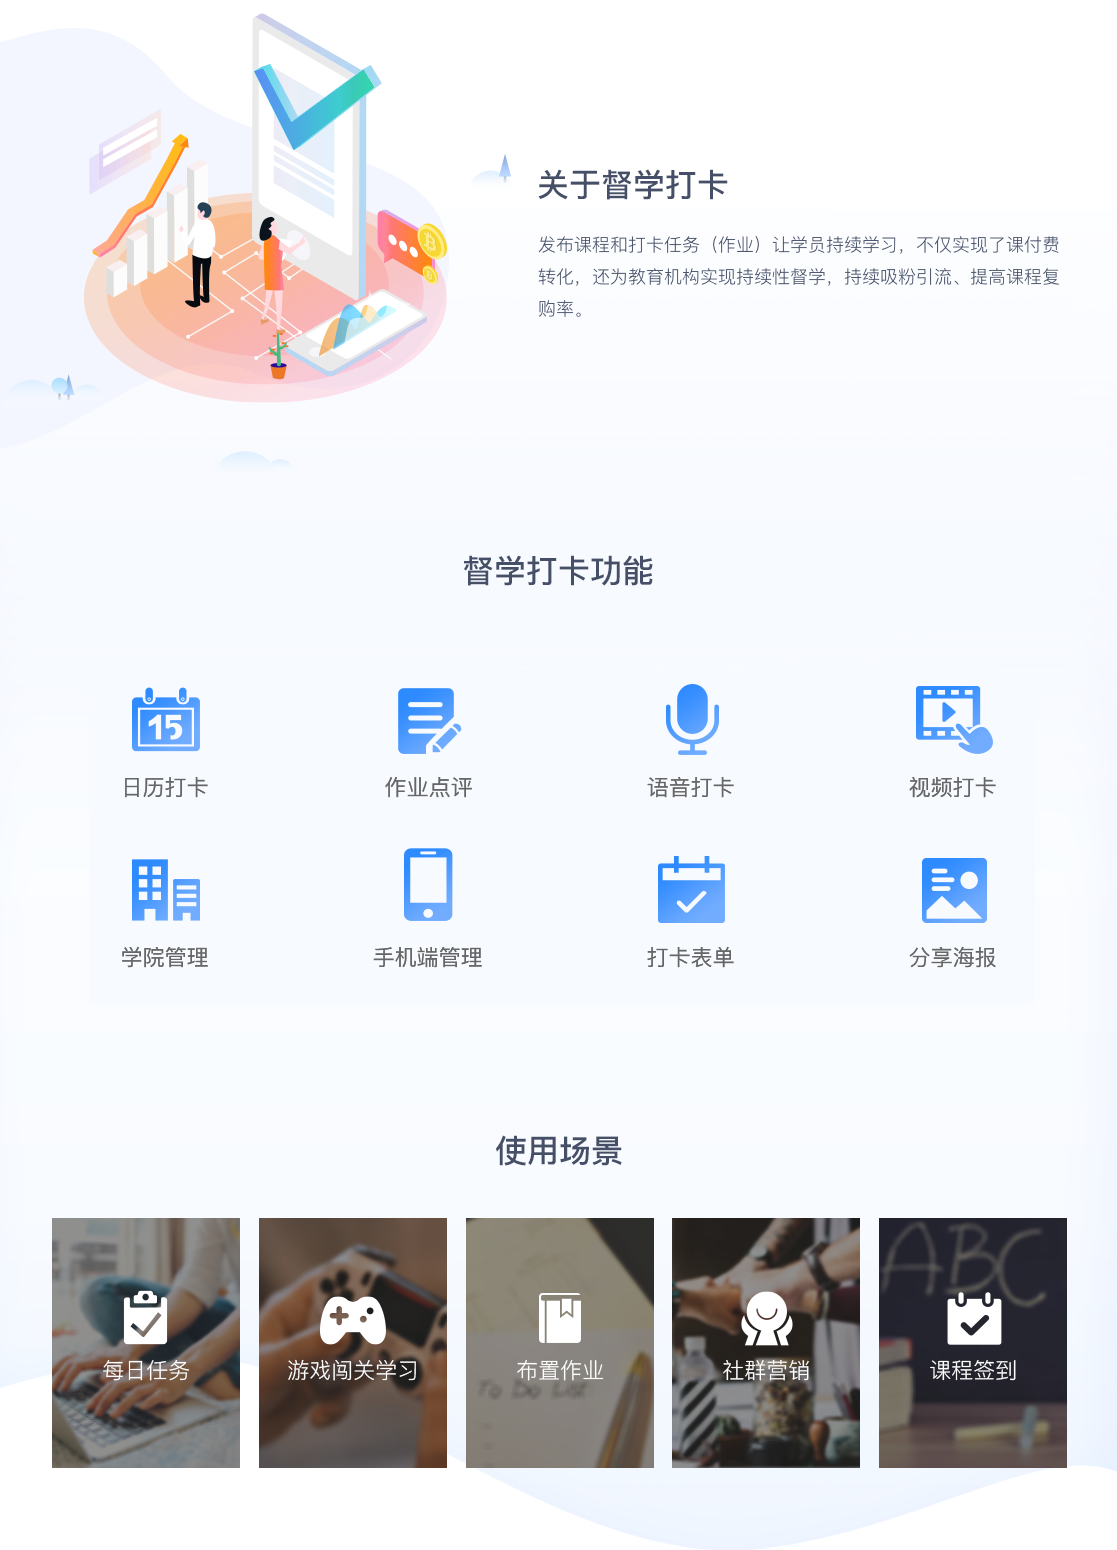 关于督学打卡
发布课程和打卡任务（作业）让学员持续学习，不仅实现了课付费
转化，还为教育机构实现持续性督学，持续吸粉引流、提高课程复
购率。
督学打卡功能
15
日历打卡
作业点评
语音打卡
视频打卡
学院管理
手机端管理
打卡表单
分享海报
使用场景
ABC
每日任务
游戏闯关学习
布置作业
社群营销
课程签到
To Do List